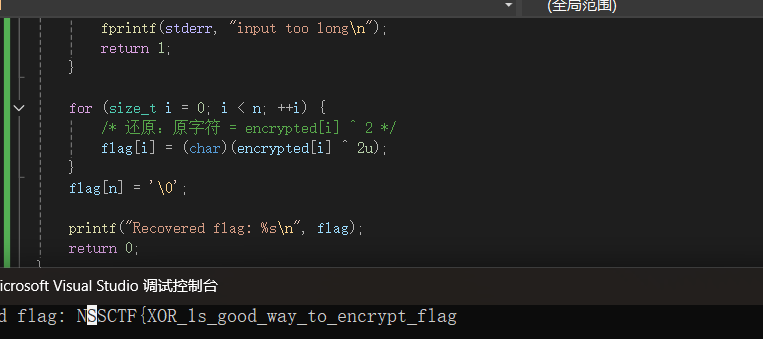 (全局范围)
fprintf(stderr, "input too long\n");
return 1;
}
for (size_t i = 0; i < n; ++i) {
/* 还原：原字符 = encrypted[i] ^ 2 */
flag[i] = (char)(encrypted[i] ^ 2u);
}
flag[n] = '\0';
printf("Recovered flag: %s\n", flag);
return 0;
icrosoft Visual Studio 调试控制台
d flag: NSSCTF{XOR_1s_good_way_to_encrypt_flag